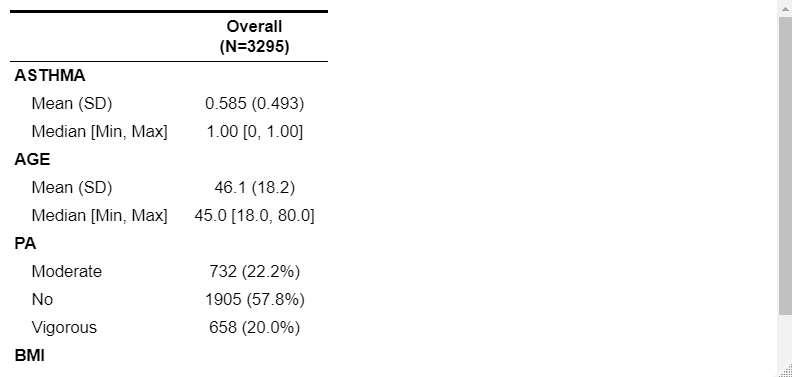 Overall
(N=3295)
ASTHMA
Mean (SD) 0.585 (0.493)
Median [Min, Max] 1.00 [0, 1.00]
AGE
Mean (SD) 46.1 (18.2)
Median [Min, Max] 45.0 [18.0, 80.0]
PA
Moderate 732 (22.2%)
No 1905 (57.8%)
Vigorous 658 (20.0%)
BMI